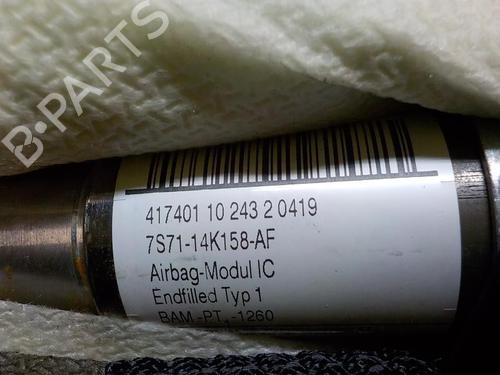 B-PARTS
417401 10 243 2 0419
7S71-14K158-AF
Airbag-Modul IC
Endfilled Typ 1
BAM.-PT -1260